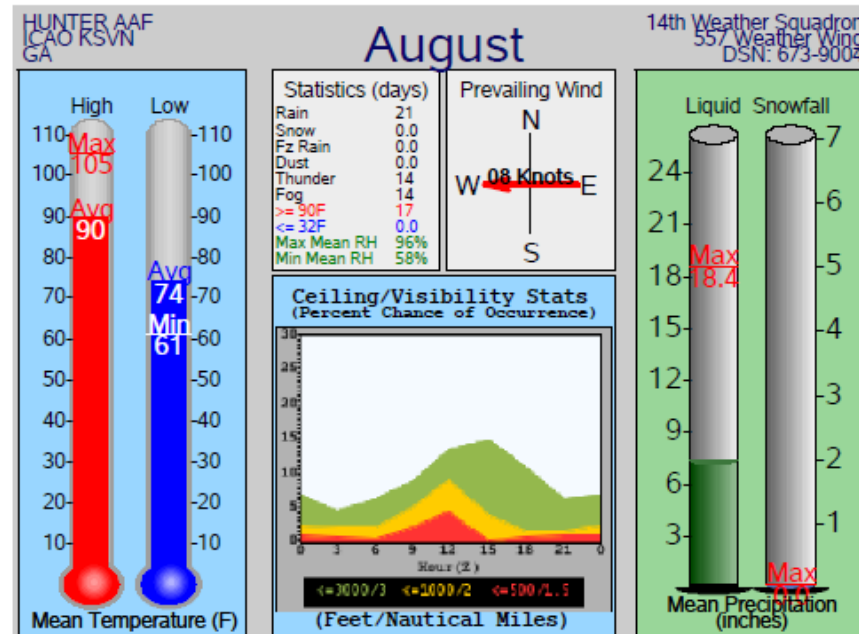 HUNTER AAF
ICAO KSVN
GA
August
14th Weather Squadron
557 Weather Wing
DSN: 673-9004
High Low
110 110
Max
105
100 100
Avg
90 90
90
80 80
Avg
74
70 70
Min
61
60 60
50 50
40 40
30 30
20 20
10 10
Mean Temperature (F)
Statistics (days)
Rain 21
Snow 0.0
Fz Rain 0.0
Dust 0.0
Thunder 14
Fog 14
>= 90F 17
<= 32F 0.0
Max Mean RH 96%
Min Mean RH 58%
Prevailing Wind
N
W 08 Knots E
S
Ceiling/Visibility Stats
(Percent Chance of Occurrence)
30
25
20
15
10
5
0
0 3 6 9 12 15 18 21 0
Hour (Z)
<=3000/3 <=1000/2 <=500/1.5
(Feet/Nautical Miles)
Liquid Snowfall
7
24
6
21
Max
18.4
18
5
15
4
12
3
9
2
6
3
1
Max
0.0
Mean Precipitation
(inches)